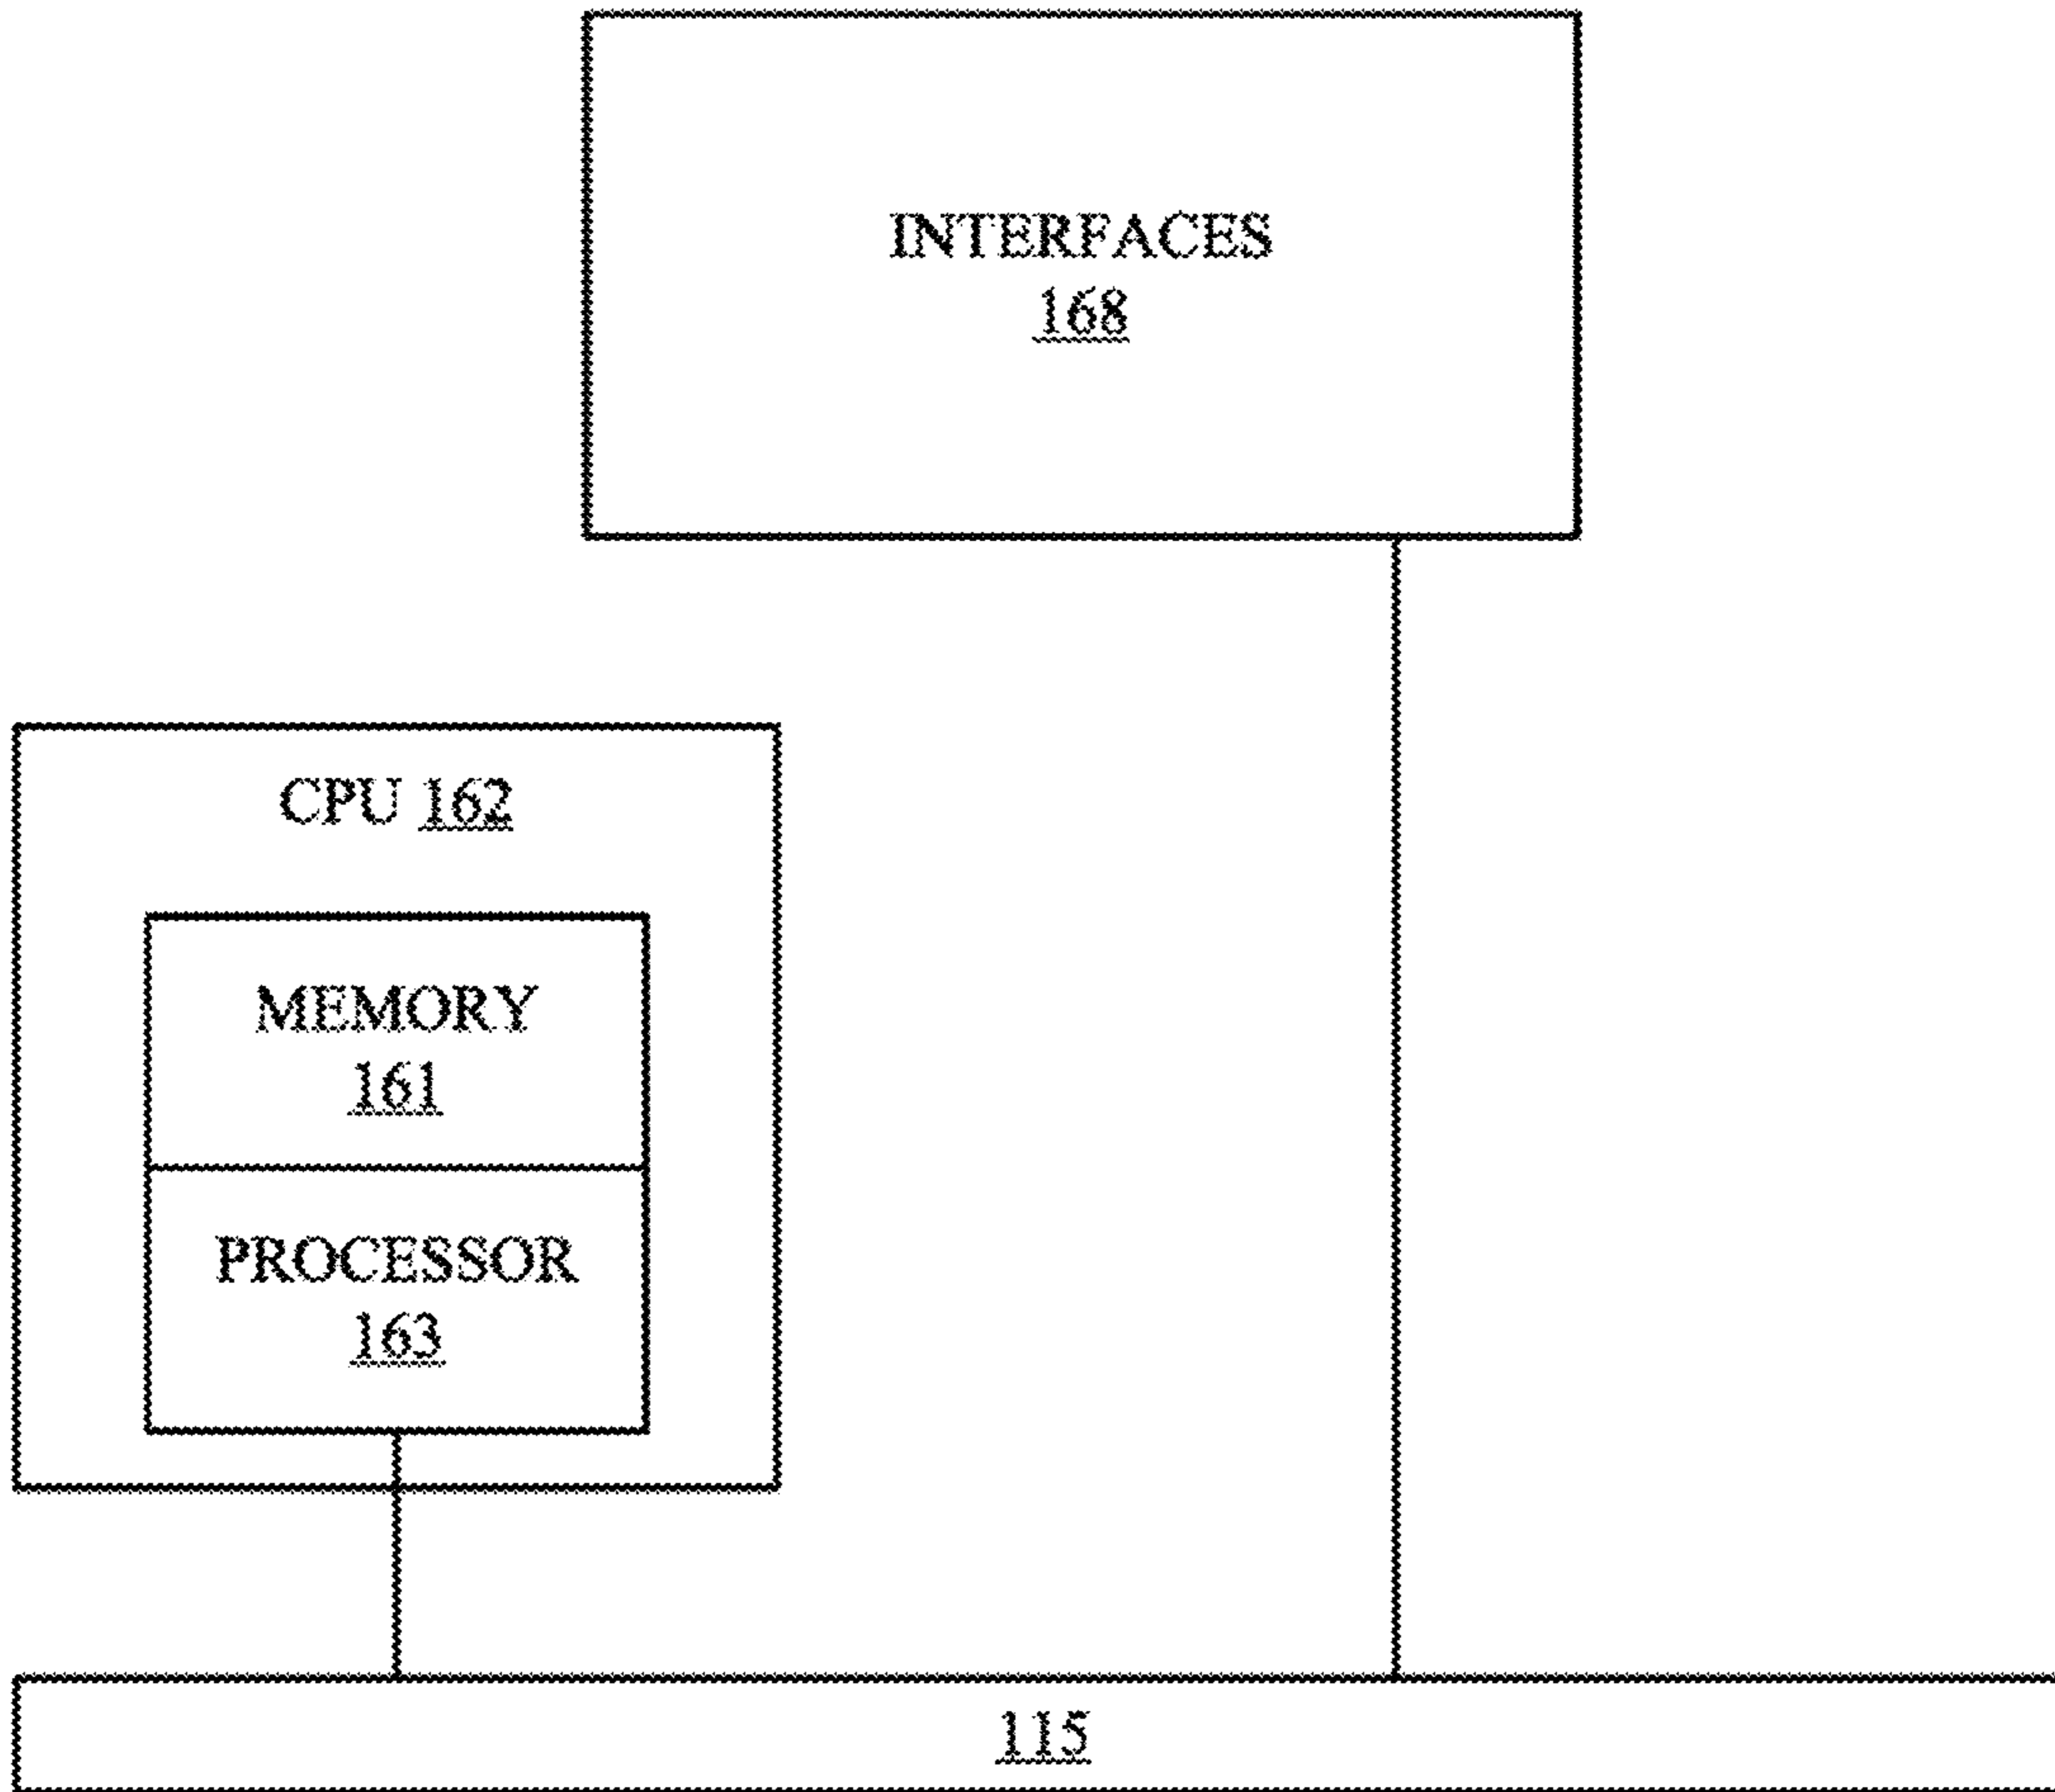 INTERFACES
168
CPU 162
MEMORY
161
PROCESSOR
163
115